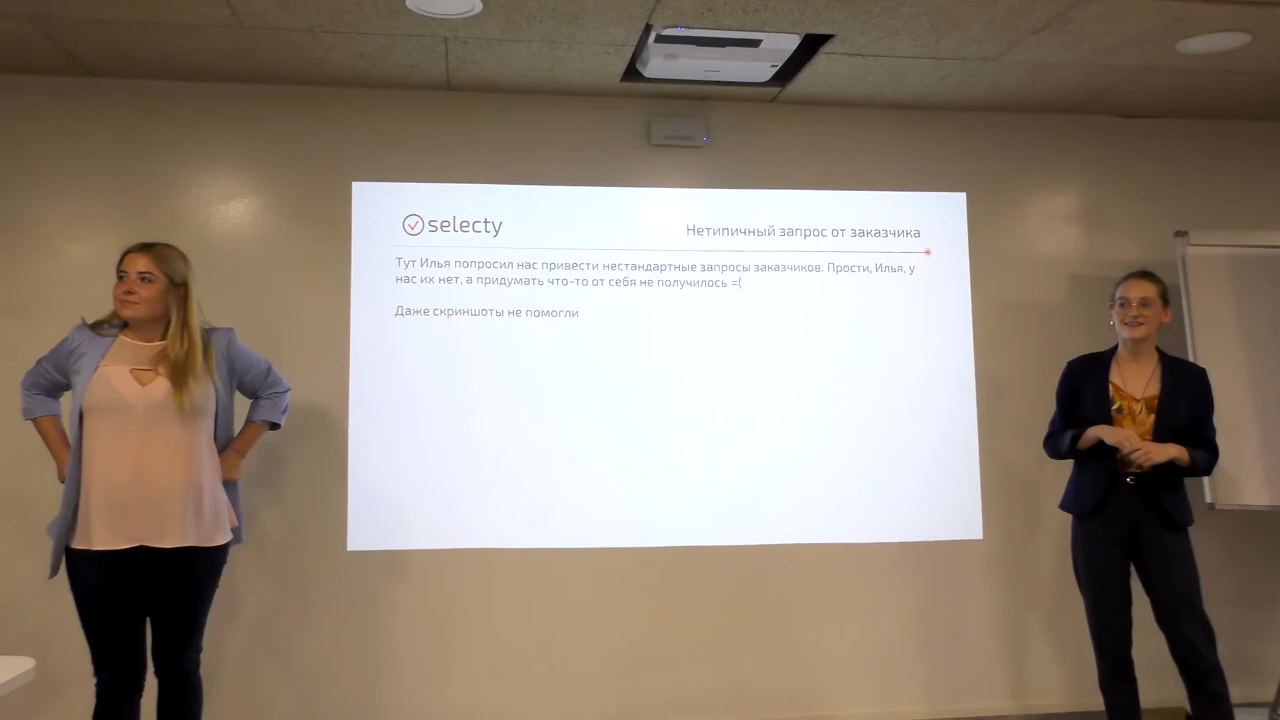 selecty
Нетипичный запрос от заказчика
Тут Илья попросил нас привести нестандартные запросы заказчиков. Прости, Илья, у
нас их нет, а придумать что-то от себя не получилось =(
Даже скриншоты не помогли